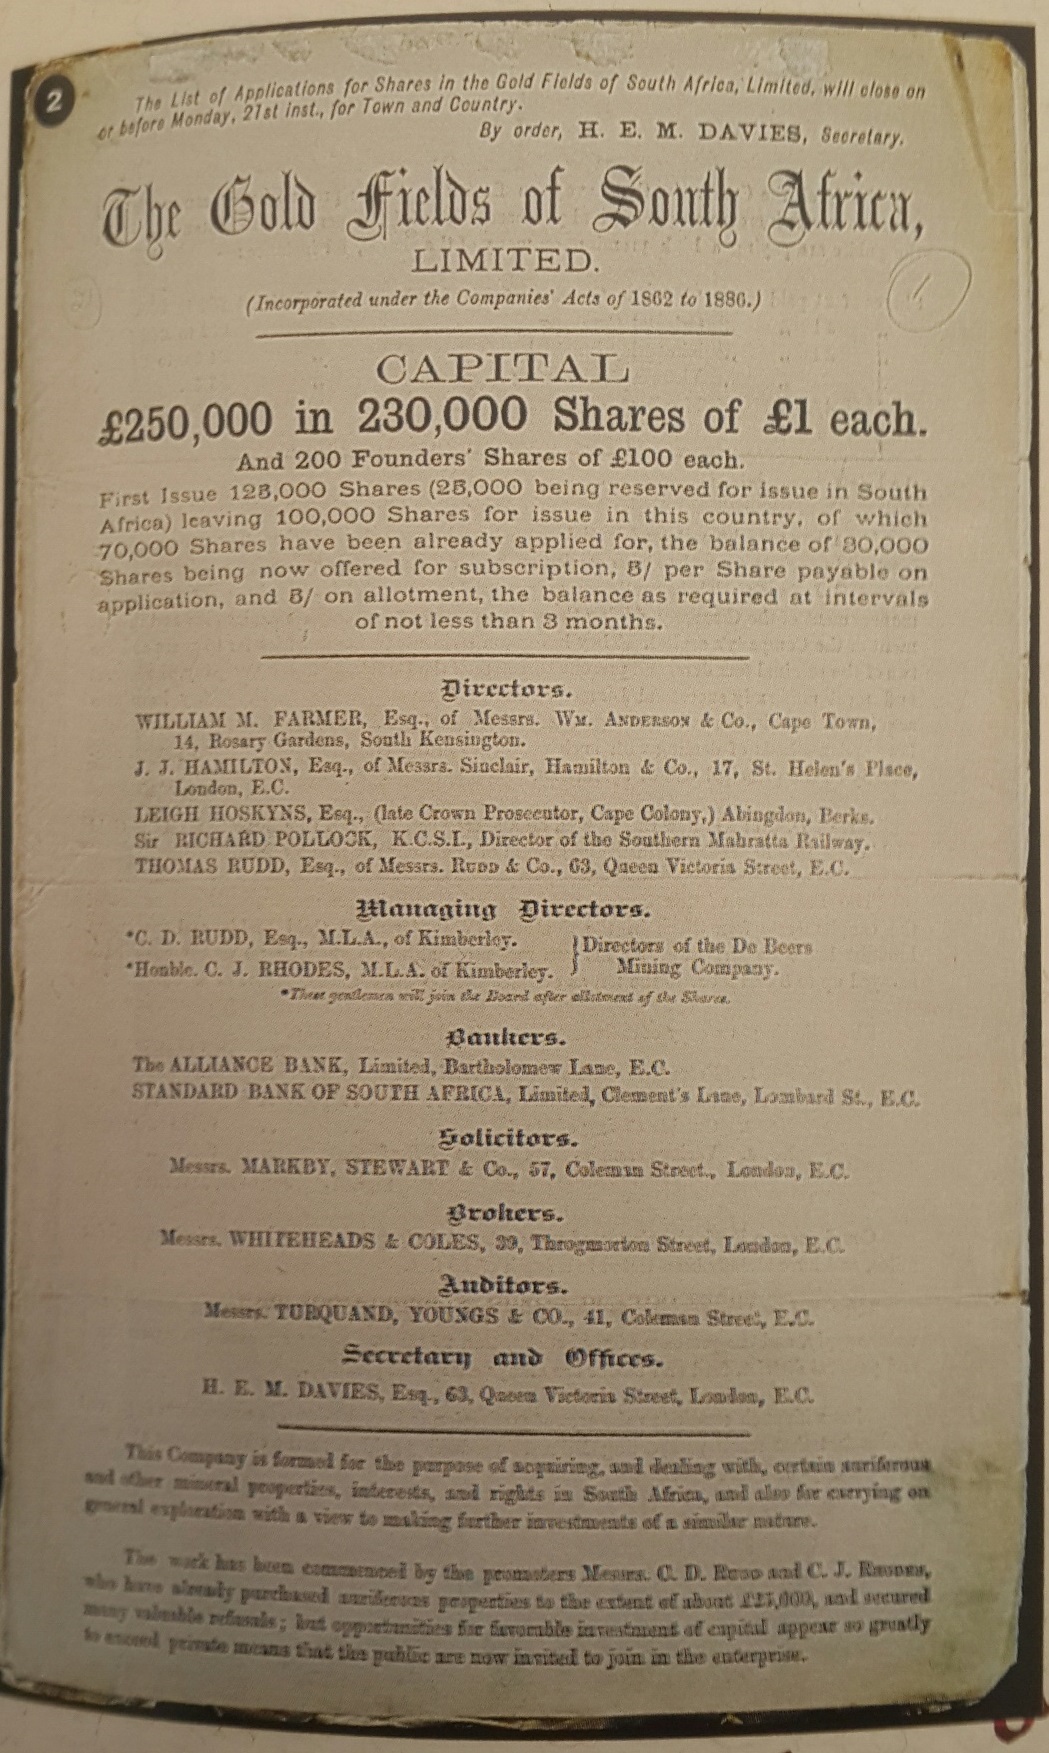 2
The List of Applications for Shares in the Gold Fields of South Africa, Limited, will close on
or before Monday, 21st inst., for Town and Country.
By order, H. E. M. DAVIES, Secretary.
The Gold Fields of South Africa,
LIMITED.
(Incorporated under the Companies' Acts of 1862 to 1886.)
1
CAPITAL
£250,000 in 230,000 Shares of £1 each.
And 200 Founders' Shares of £100 each.
First Issue 125,000 Shares (25,000 being reserved for issue in South
Africa) leaving 100,000 Shares for issue in this country, of which
70,000 Shares have been already applied for, the balance of 30,000
Shares being now offered for subscription, 5/ per Share payable on
application, and 5/ on allotment, the balance as required at intervals
of not less than 3 months.
Directors.
WILLIAM M. FARMER, Esq., of Messrs. WM. ANDERSON & Co., Cape Town,
14, Rosary Gardens, South Kensington.
J. J. HAMILTON, Esq., of Messrs. Sinclair, Hamilton & Co., 17, St. Helen's Place,
London, E.C.
LEIGH HOSKYNS, Esq., (late Crown Prosecutor, Cape Colony,) Abingdon, Berks.
Sir RICHARD POLLOCK, K.C.S.I., Director of the Southern Mahratta Railway.
THOMAS RUDD, Esq., of Messrs. RUDD & Co., 63, Queen Victoria Street, E.C.
Managing Directors.
*C. D. RUDD, Esq., M.L.A., of Kimberley. } Directors of the De Beers
*Honble. C. J. RHODES, M.L.A. of Kimberley. } Mining Company.
*These gentlemen will join the Board after allotment of the Shares.
Bankers.
The ALLIANCE BANK, Limited, Bartholomew Lane, E.C.
STANDARD BANK OF SOUTH AFRICA, Limited, Clement's Lane, Lombard St., E.C.
Solicitors.
Messrs. MARKBY, STEWART & Co., 57, Coleman Street., London, E.C.
Brokers.
Messrs. WHITEHEADS & COLES, 39, Throgmorton Street, London, E.C.
Auditors.
Messrs. TURQUAND, YOUNGS & CO., 41, Coleman Street, E.C.
Secretary and Offices.
H. E. M. DAVIES, Esq., 63, Queen Victoria Street, London, E.C.
This Company is formed for the purpose of acquiring, and dealing with, certain auriferous
and other mineral properties, interests, and rights in South Africa, and also for carrying on
general exploration with a view to making further investments of a similar nature.
The work has been commenced by the promoters Messrs. C. D. RUDD and C. J. RHODES,
who have already purchased auriferous properties to the extent of about and secured
many valuable refusals; but opportunities for favorable investment of capital appear so greatly
to exceed private means that the public are now invited to join in the enterprise.